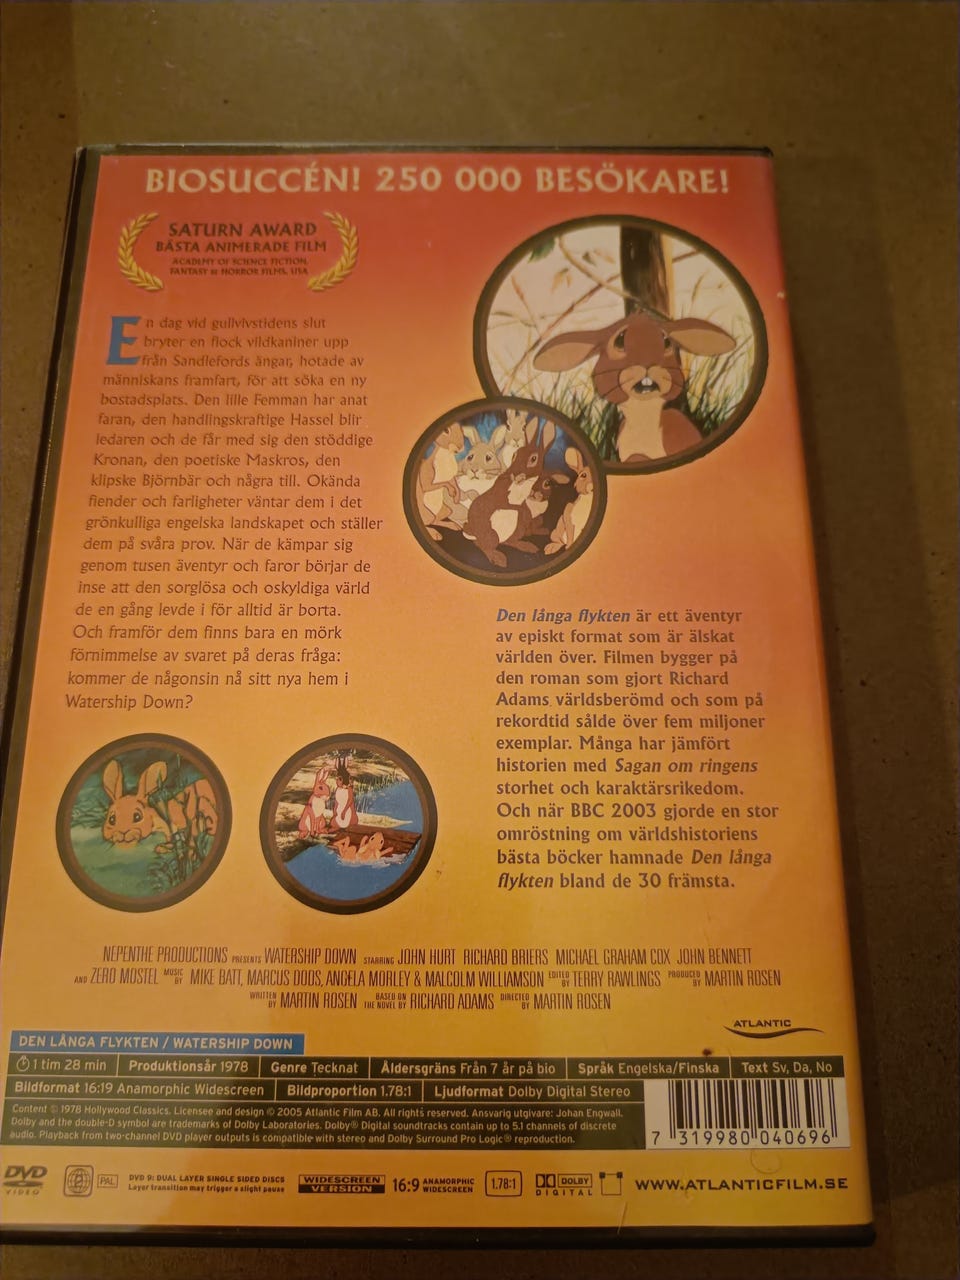 BIOSUCCÉN! 250 000 BESÖKARE!
SATURN AWARD
BÄSTA ANIMERADE FILM
ACADEMY OF SCIENCE FICTION,
FANTASY & HORROR FILMS, USA
En dag vid gullvivstidens slut
bryter en flock vildkaniner upp
från Sandlefords ängar, hotade av
människans framfart, för att söka en ny
bostadsplats. Den lille Femman har anat
faran, den handlingskraftige Hassel blir
ledaren och de får med sig den stöddige
Kronan, den poetiske Maskros, den
klipske Björnbär och några till. Okända
fiender och farligheter väntar dem i det
grönkulliga engelska landskapet och ställer
dem på svåra prov. När de kämpar sig
genom tusen äventyr och faror börjar de
inse att den sorglösa och oskyldiga värld
de en gång levde i för alltid är borta.
Och framför dem finns bara en mörk
förnimmelse av svaret på deras fråga:
kommer de någonsin nå sitt nya hem i
Watership Down?
Den långa flykten är ett äventyr
av episkt format som är älskat
världen över. Filmen bygger på
den roman som gjort Richard
Adams världsberömd och som på
rekordtid sålde över fem miljoner
exemplar. Många har jämfört
historien med Sagan om ringens
storhet och karaktärsrikedom.
Och när BBC 2003 gjorde en stor
omröstning om världshistoriens
bästa böcker hamnade Den långa
flykten bland de 30 främsta.
NEPENTHE PRODUCTIONS PRESENTS WATERSHIP DOWN STARRING JOHN HURT RICHARD BRIERS MICHAEL GRAHAM COX JOHN BENNETT
AND ZERO MOSTEL MUSIC BY MIKE BATT, MARCUS DODS, ANGELA MORLEY & MALCOLM WILLIAMSON EDITED BY TERRY RAWLINGS PRODUCED BY MARTIN ROSEN
WRITTEN BY MARTIN ROSEN BASED ON THE NOVEL BY RICHARD ADAMS DIRECTED BY MARTIN ROSEN
ATLANTIC
DEN LÅNGA FLYKTEN / WATERSHIP DOWN
1 tim 28 min Produktionsår 1978 Genre Tecknat Åldersgräns Från 7 år på bio Språk Engelska/Finska Text Sv, Da, No
Bildformat 16:19 Anamorphic Widescreen Bildproportion 1.78:1 Ljudformat Dolby Digital Stereo
Content © 1978 Hollywood Classics. Licensee and design © 2005 Atlantic Film AB. All rights reserved. Ansvarig utgivare: Johan Engwall.
Dolby and the double-D symbol are trademarks of Dolby Laboratories. Dolby® Digital soundtracks contain up to 5.1 channels of discrete
audio. Playback from two-channel DVD player outputs is compatible with stereo and Dolby Surround Pro Logic® reproduction.
7 319980 040696
DVD VIDEO
PAL
DVD 9: DUAL LAYER SINGLE SIDED DISCS
Layer transition may trigger a slight pause
WIDESCREEN VERSION
16:9 ANAMORPHIC WIDESCREEN
1.78:1
DOLBY DIGITAL
WWW.ATLANTICFILM.SE